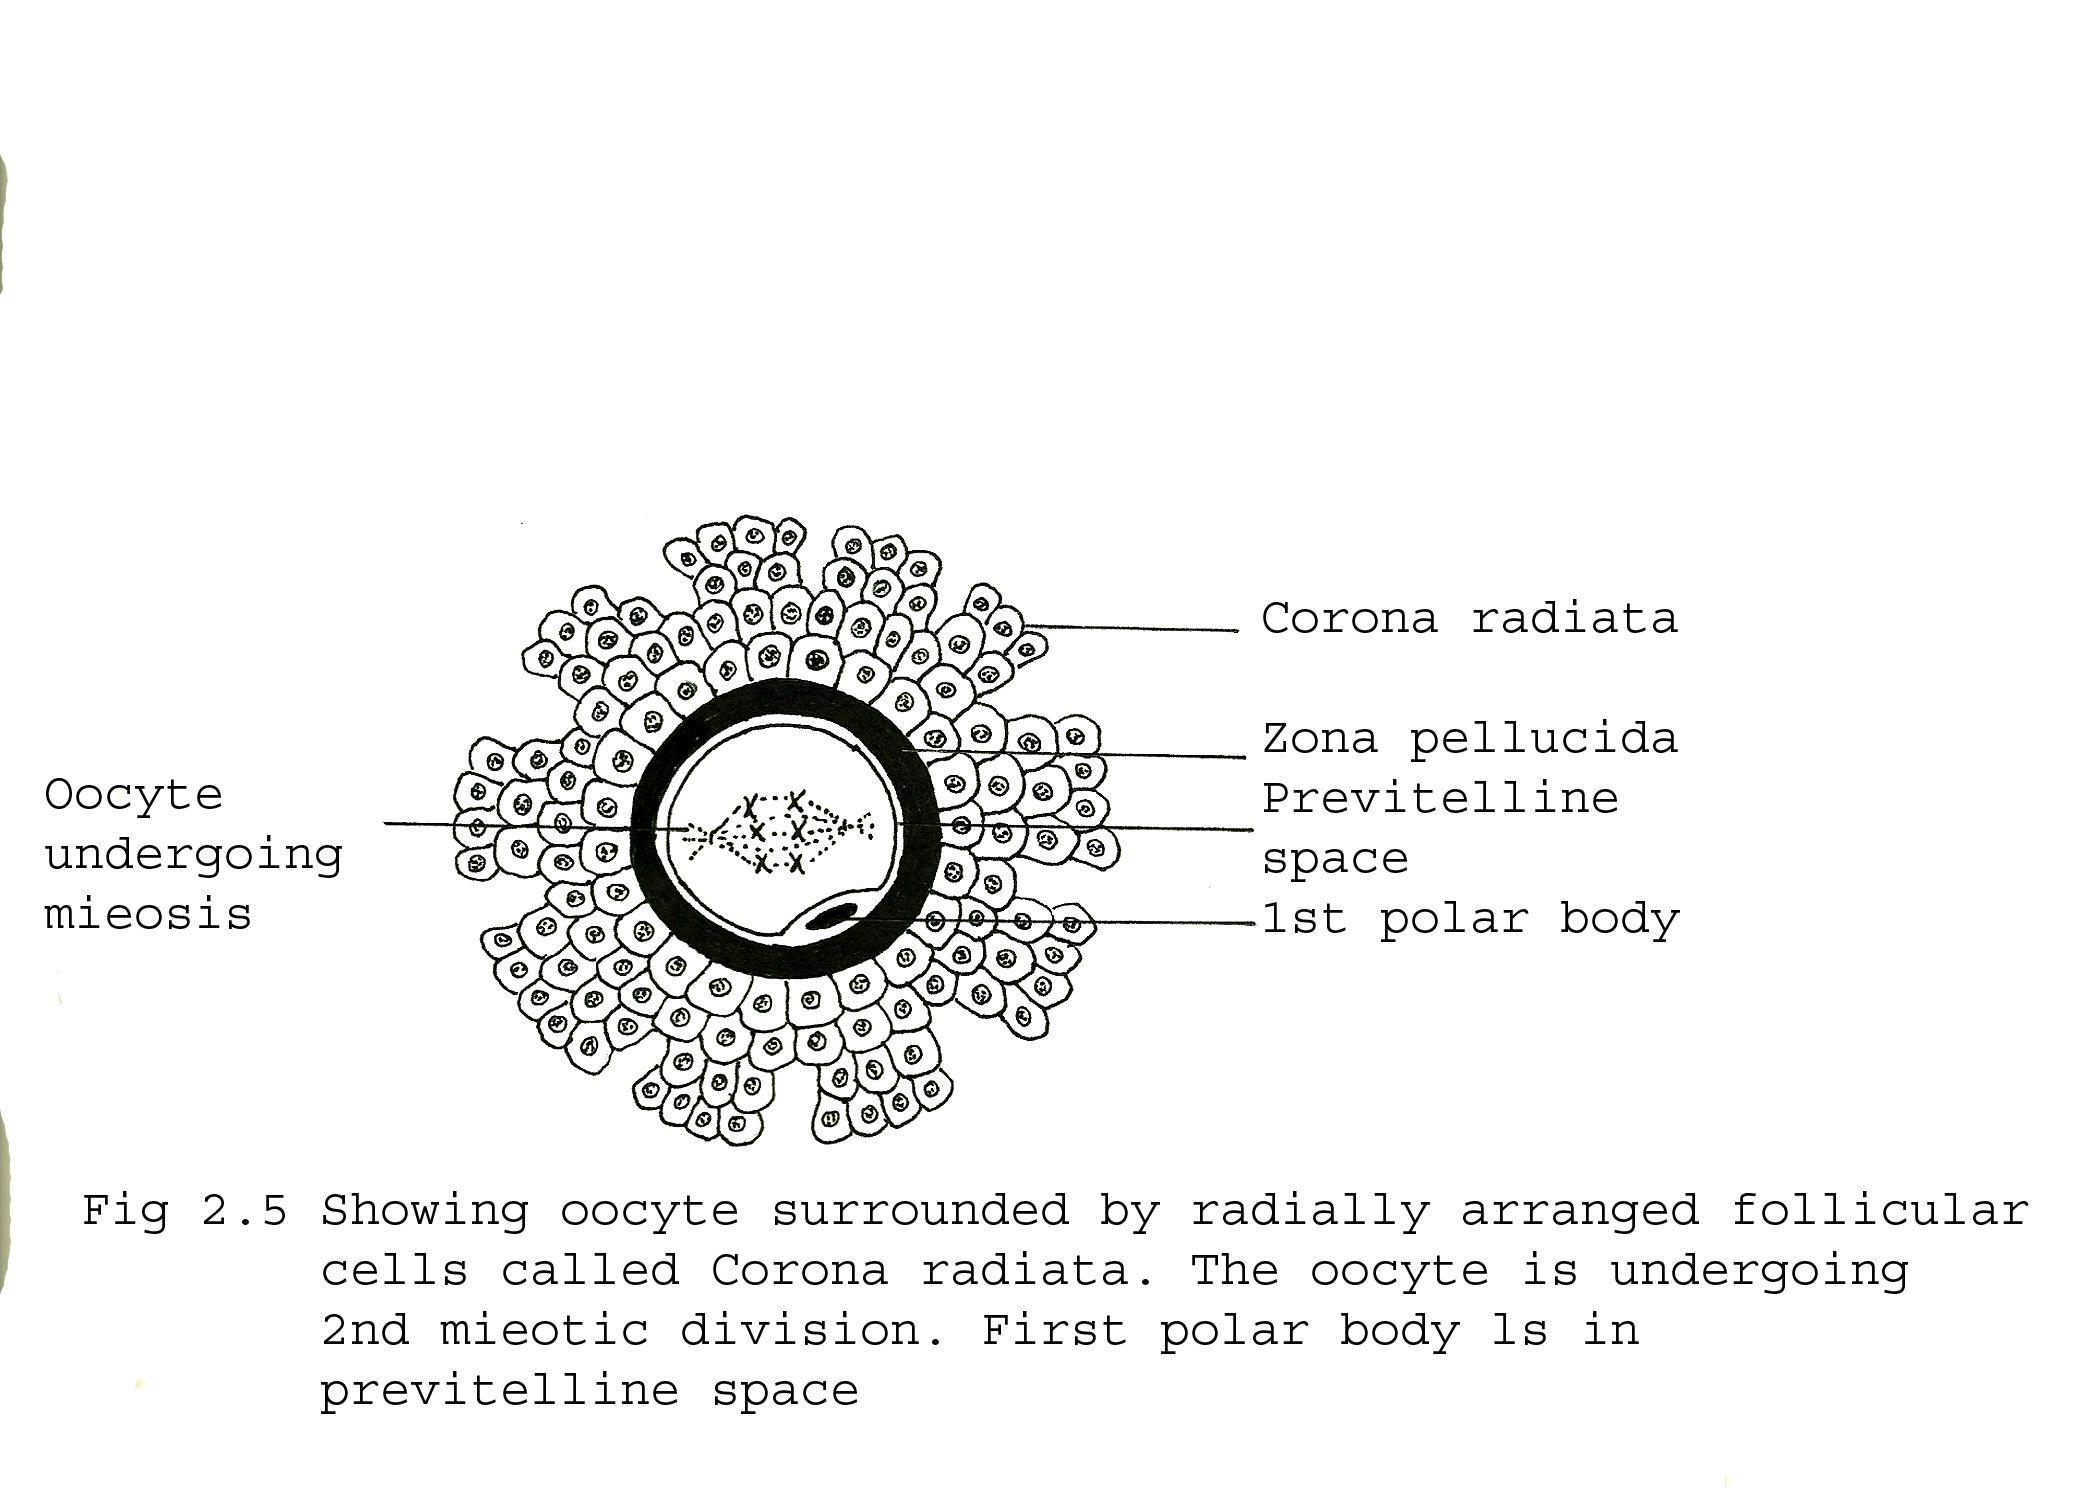 Corona radiata
Zona pellucida
Previtelline
space
1st polar body
Oocyte
undergoing
mieosis
Fig 2.5 Showing oocyte surrounded by radially arranged follicular
cells called Corona radiata. The oocyte is undergoing
2nd mieotic division. First polar body ls in
previtelline space